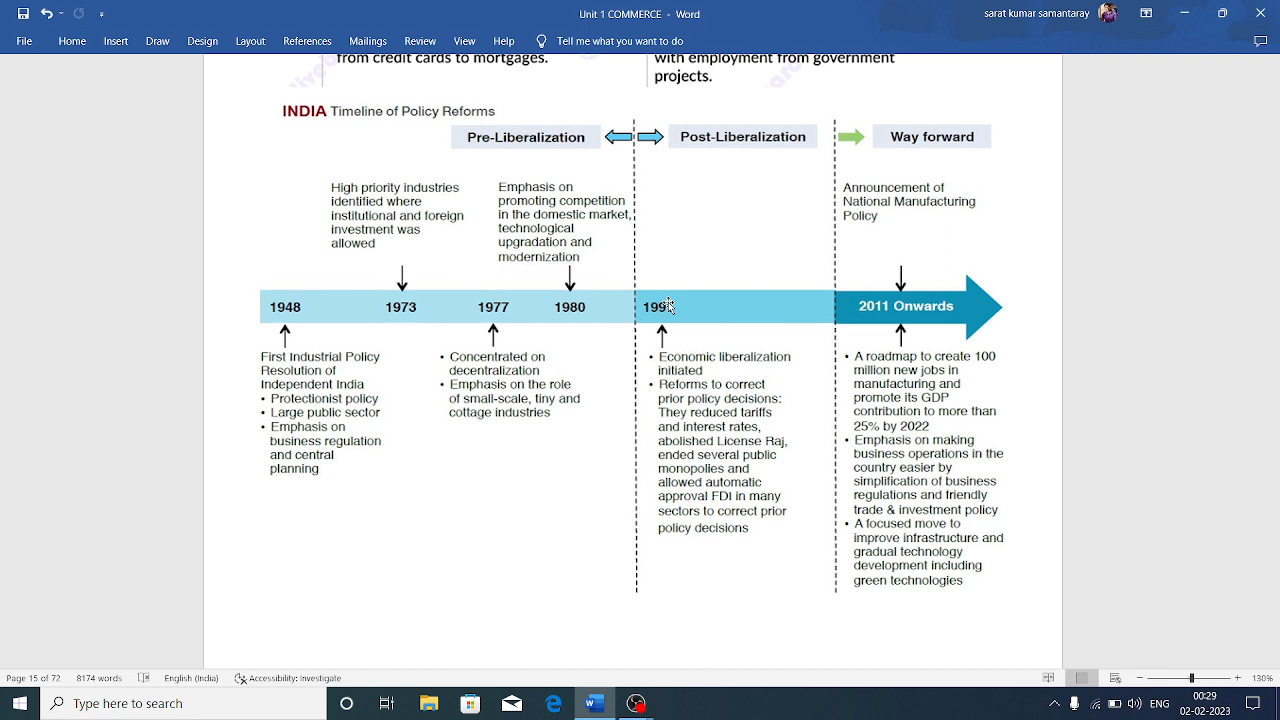 1991 - Word
sarat kumar samantaray
File Home Insert Draw Design Layout References Mailings Review View Help Tell me what you want to do
from credit cards to mortgages.
with employment from government
projects.
INDIA Timeline of Policy Reforms
Pre-Liberalization
Post-Liberalization
Way forward
High priority industries
identified where
institutional and foreign
investment was
allowed
Emphasis on
promoting competition
in the domestic market,
technological
upgradation and
modernization
Announcement of
National Manufacturing
Policy
1948 1973 1977 1980 1991 2011 Onwards
First Industrial Policy
Resolution of
Independent India
• Protectionist policy
• Large public sector
• Emphasis on
business regulation
and central
planning
• Concentrated on
decentralization
• Emphasis on the role
of small-scale, tiny and
cottage industries
• Economic liberalization
initiated
• Reforms to correct
prior policy decisions:
They reduced tariffs
and interest rates,
abolished License Raj,
ended several public
monopolies and
allowed automatic
approval FDI in many
sectors to correct prior
policy decisions
• A roadmap to create 100
million new jobs in
manufacturing and
promote its GDP
contribution to more than
25% by 2022
• Emphasis on making
business operations in the
country easier by
simplification of business
regulations and friendly
trade & investment policy
• A focused move to
improve infrastructure and
gradual technology
development including
green technologies
Page 15 of 72 8174 words English (India) Accessibility: Investigate 130%
Type here to search
ENG
00:29
02-02-2023